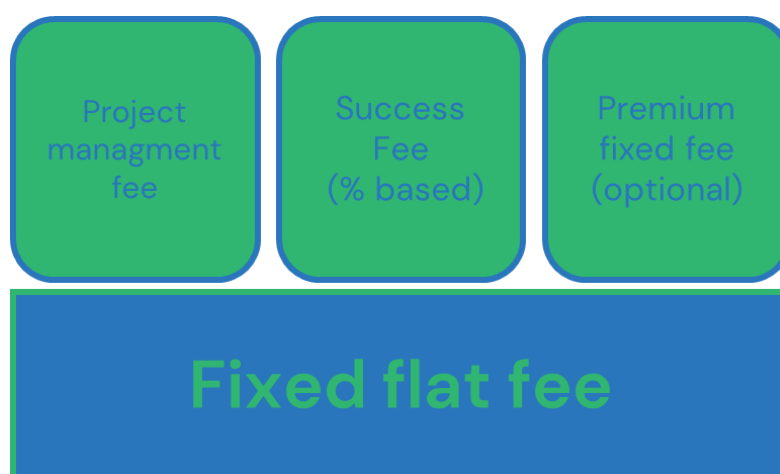 Project
managment
fee
Success
Fee
(% based)
Premium
fixed fee
(optional)
Fixed flat fee